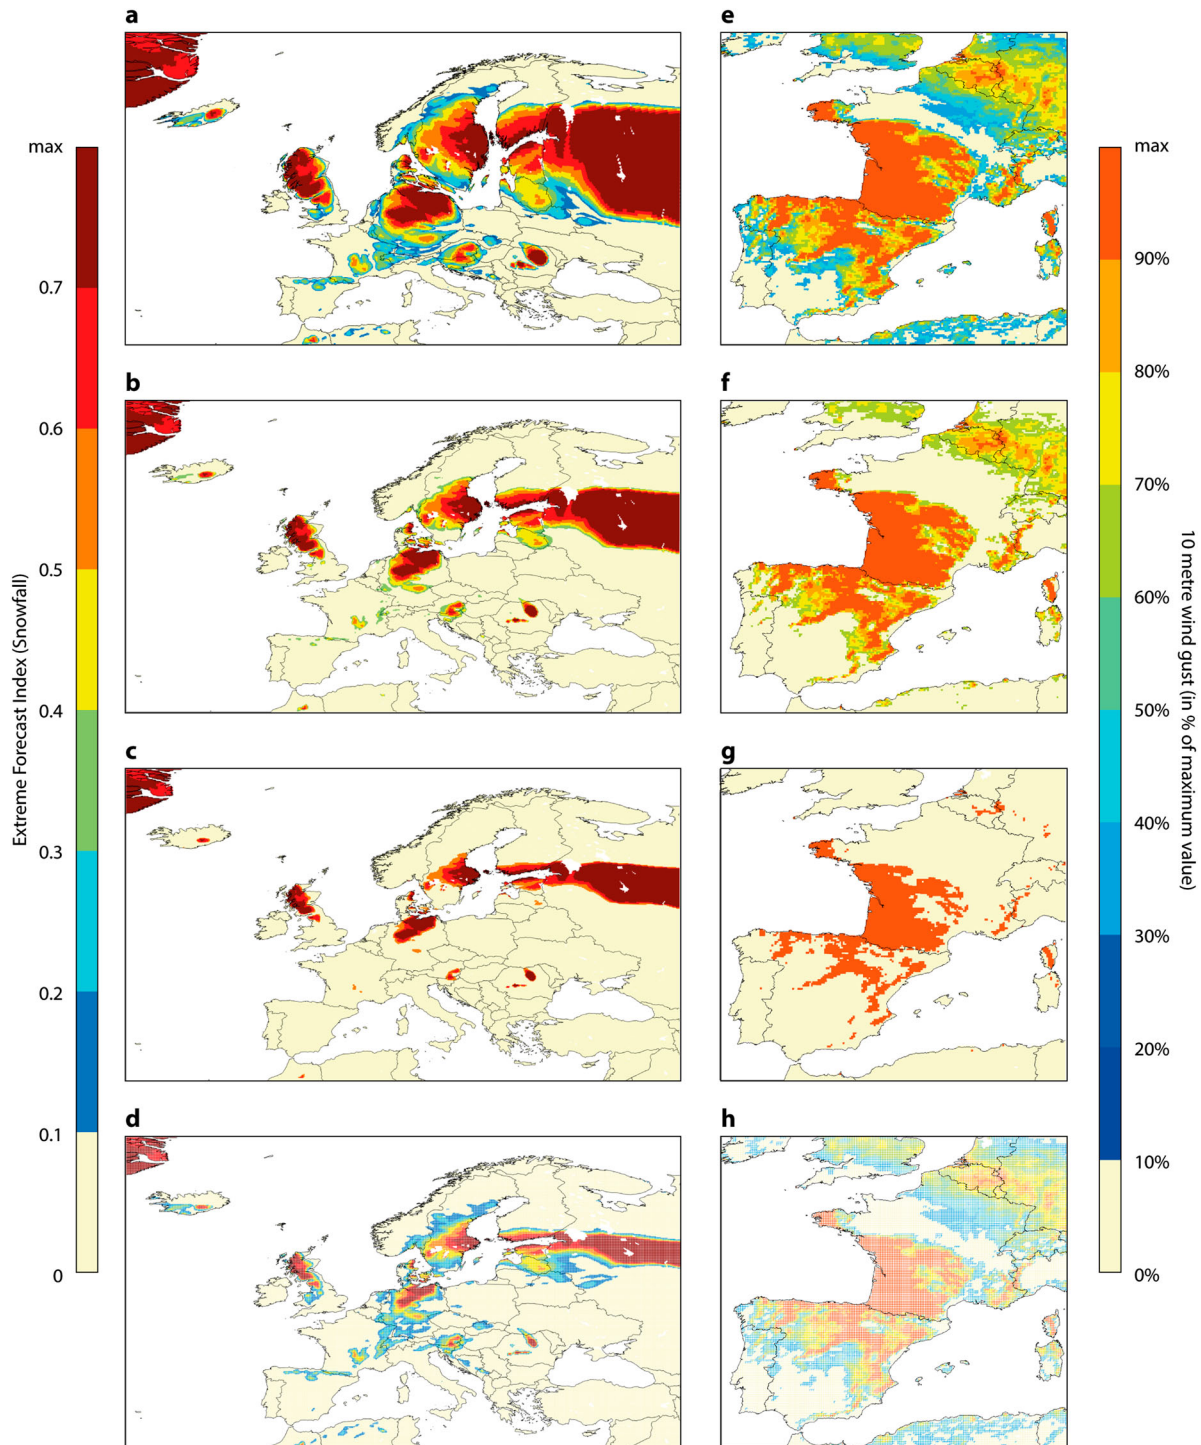 a
e
max
0.7
0.6
0.5
0.4
0.3
0.2
0.1
0
Extreme Forecast Index (Snowfall)
b
f
c
g
d
h
max
90%
80%
70%
60%
50%
40%
30%
20%
10%
0%
10 metre wind gust (in % of maximum value)